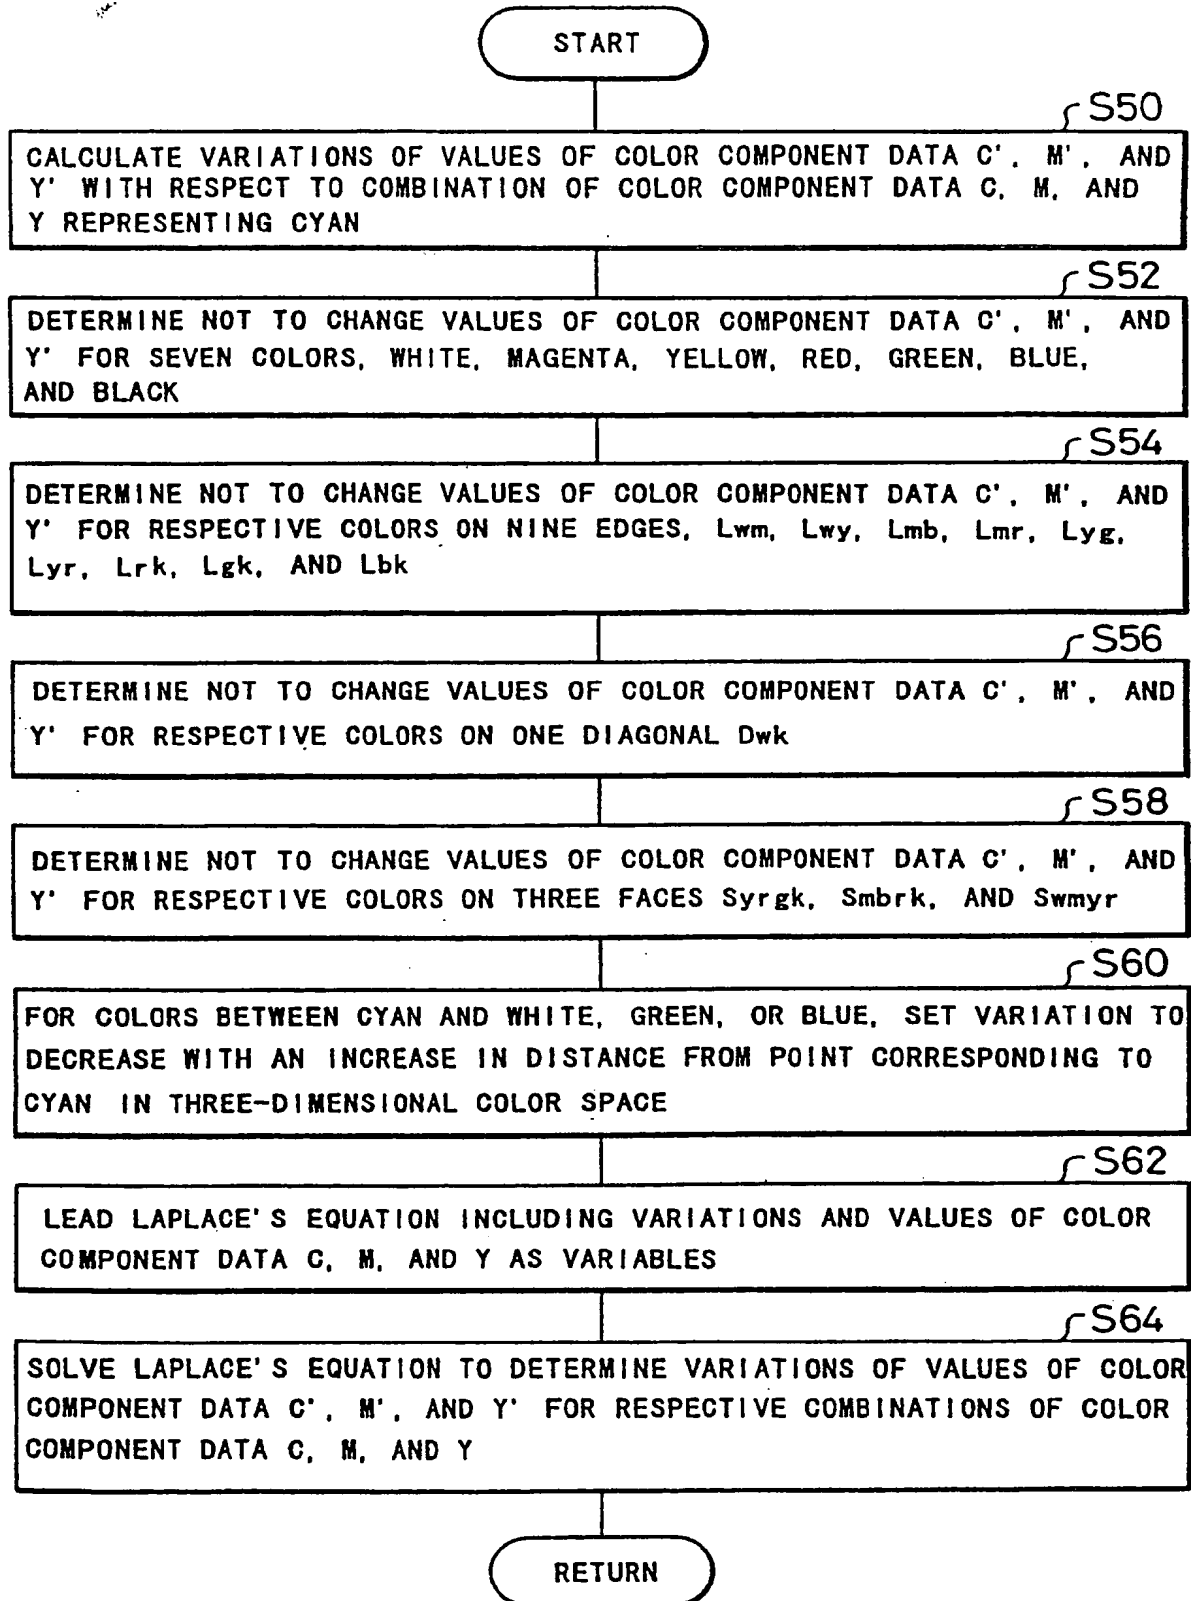 START
S50
CALCULATE VARIATIONS OF VALUES OF COLOR COMPONENT DATA C', M', AND
Y' WITH RESPECT TO COMBINATION OF COLOR COMPONENT DATA C, M, AND
Y REPRESENTING CYAN
S52
DETERMINE NOT TO CHANGE VALUES OF COLOR COMPONENT DATA C', M', AND
Y' FOR SEVEN COLORS, WHITE, MAGENTA, YELLOW, RED, GREEN, BLUE,
AND BLACK
S54
DETERMINE NOT TO CHANGE VALUES OF COLOR COMPONENT DATA C', M', AND
Y' FOR RESPECTIVE COLORS ON NINE EDGES, Lwm, Lwy, Lmb, Lmr, Lyg,
Lyr, Lrk, Lgk, AND Lbk
S56
DETERMINE NOT TO CHANGE VALUES OF COLOR COMPONENT DATA C', M', AND
Y' FOR RESPECTIVE COLORS ON ONE DIAGONAL Dwk
S58
DETERMINE NOT TO CHANGE VALUES OF COLOR COMPONENT DATA C', M', AND
Y' FOR RESPECTIVE COLORS ON THREE FACES Syrgk, Smbrk, AND Swmyr
S60
FOR COLORS BETWEEN CYAN AND WHITE, GREEN, OR BLUE, SET VARIATION TO
DECREASE WITH AN INCREASE IN DISTANCE FROM POINT CORRESPONDING TO
CYAN IN THREE-DIMENSIONAL COLOR SPACE
S62
LEAD LAPLACE'S EQUATION INCLUDING VARIATIONS AND VALUES OF COLOR
COMPONENT DATA C, M, AND Y AS VARIABLES
S64
SOLVE LAPLACE'S EQUATION TO DETERMINE VARIATIONS OF VALUES OF COLOR
COMPONENT DATA C', M', AND Y' FOR RESPECTIVE COMBINATIONS OF COLOR
COMPONENT DATA C, M, AND Y
RETURN